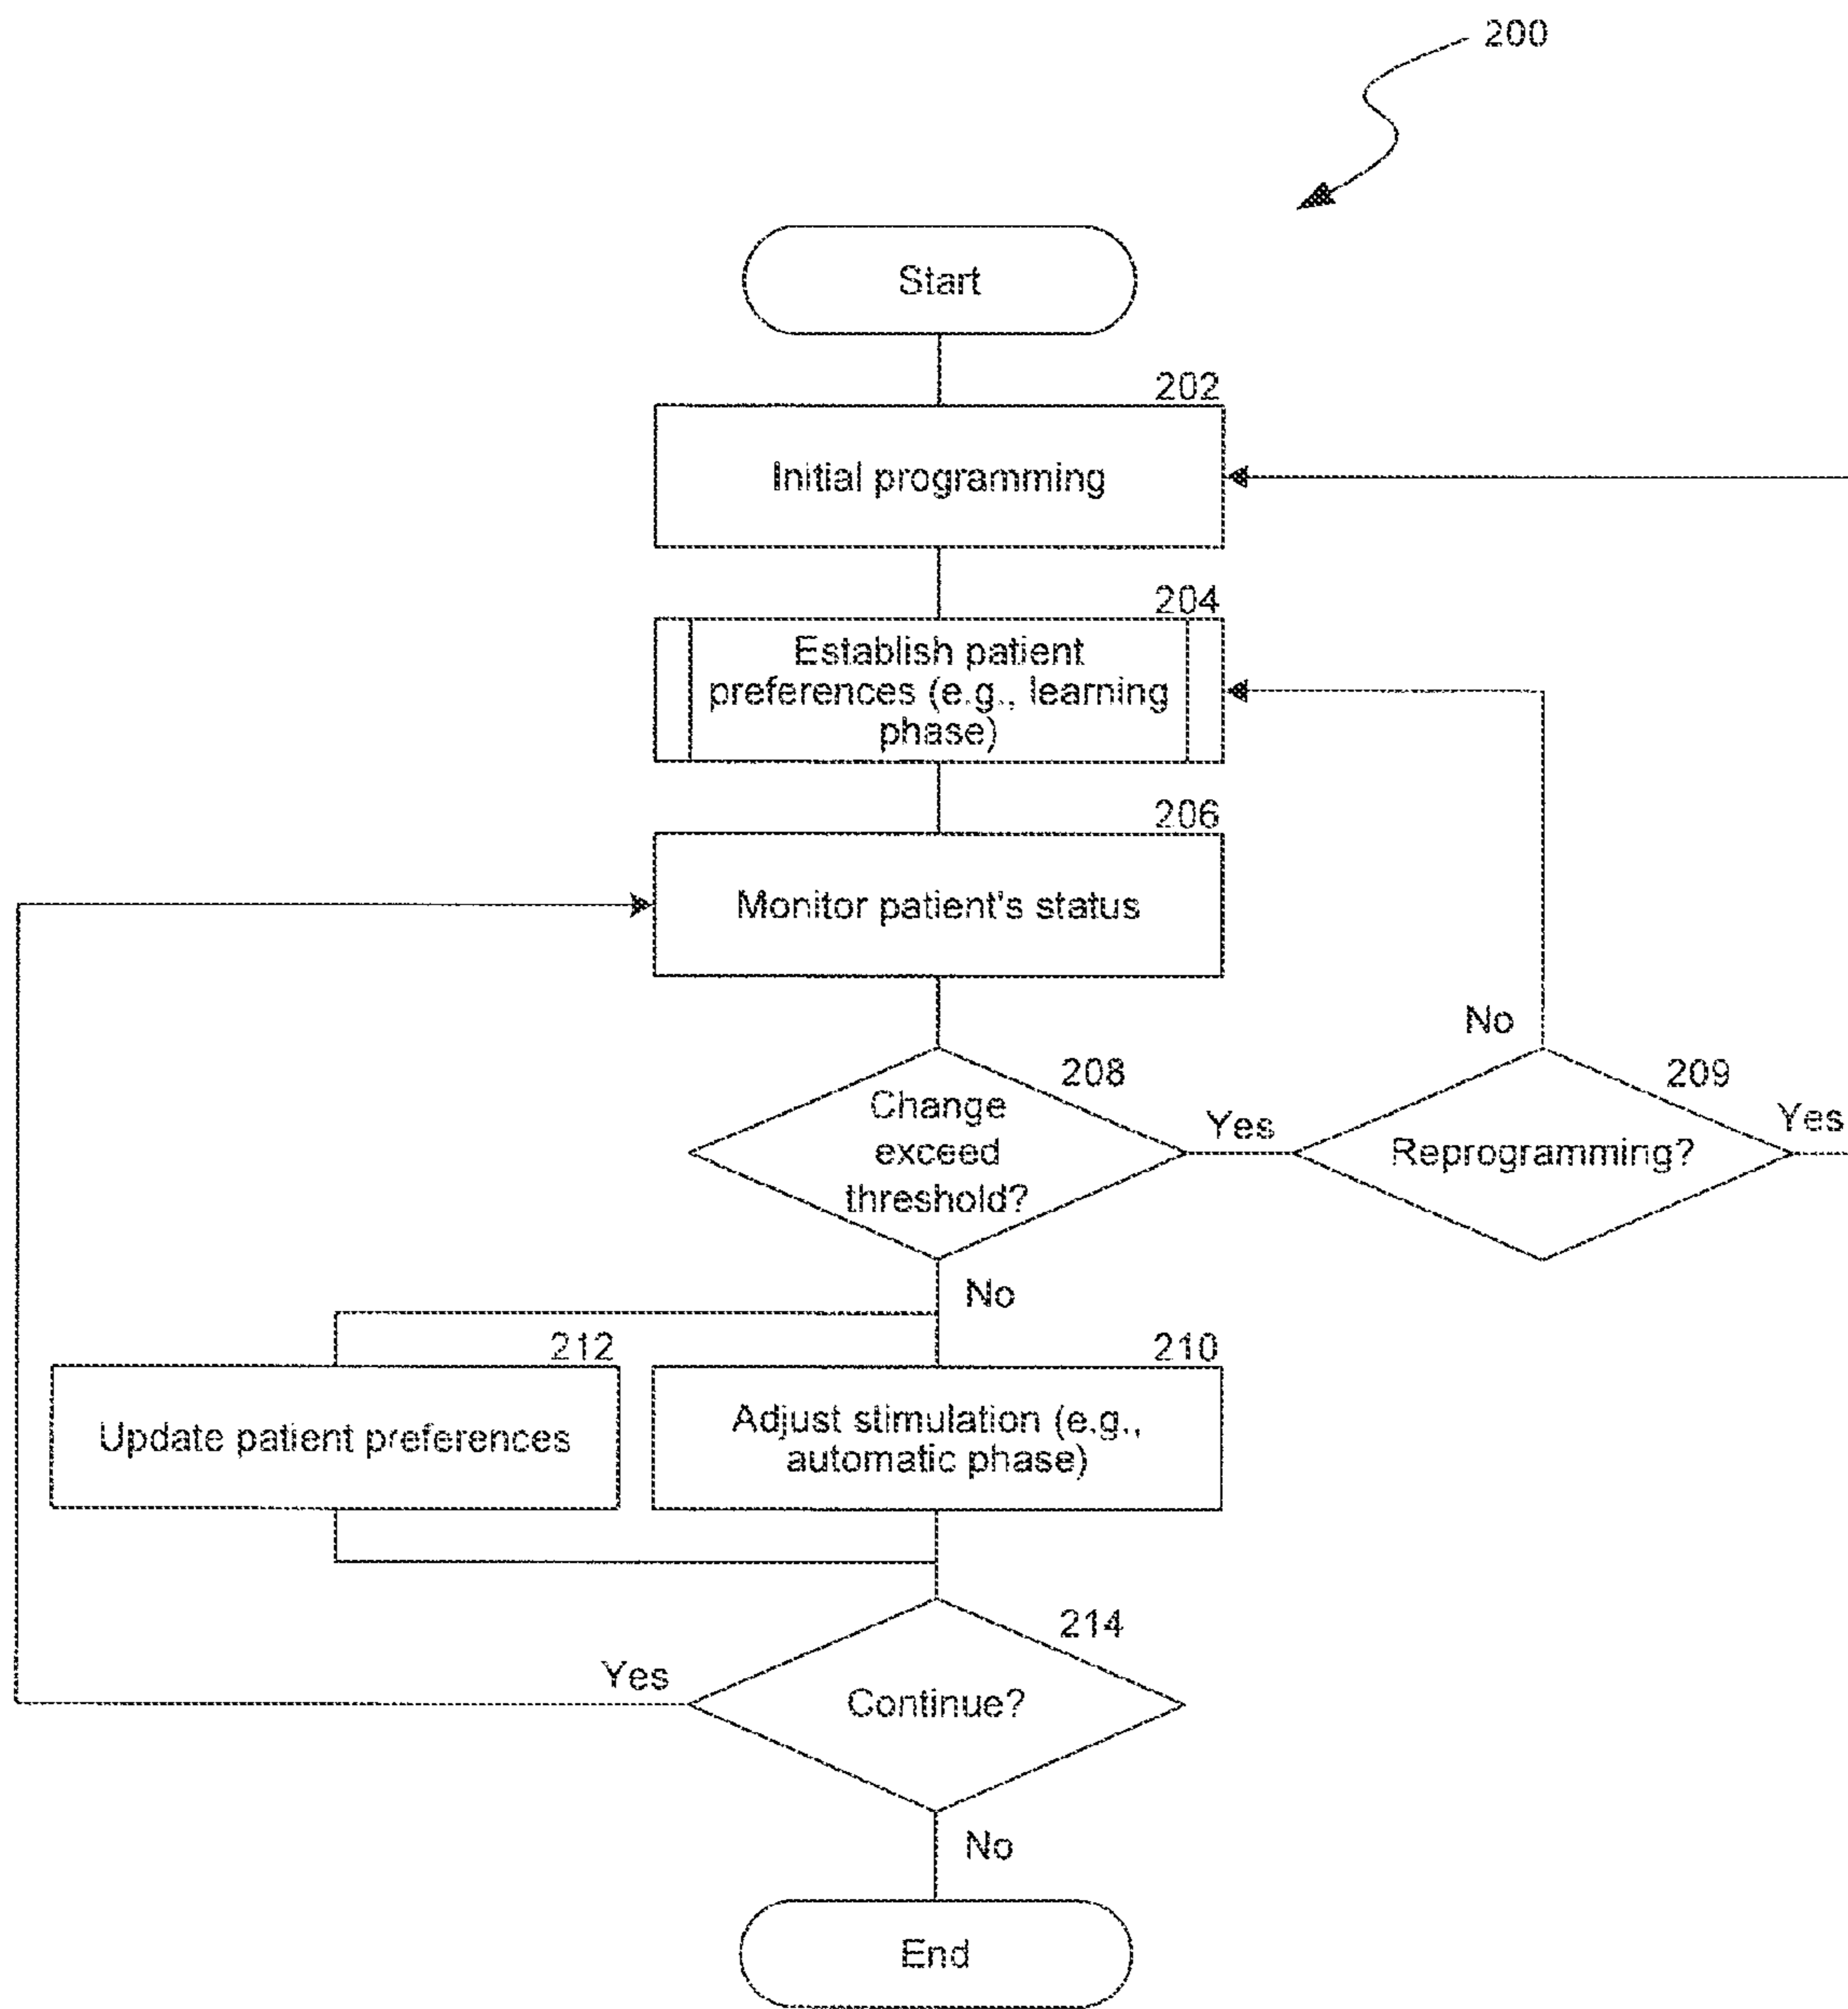 200
Start
202
Initial programming
204
Establish patient
preferences (e.g., learning
phase)
206
Monitor patient's status
No
208
209
Change
exceed
threshold?
Yes
Reprogramming?
Yes
No
212
210
Update patient preferences
Adjust stimulation (e.g.,
automatic phase)
214
Yes
Continue?
No
End